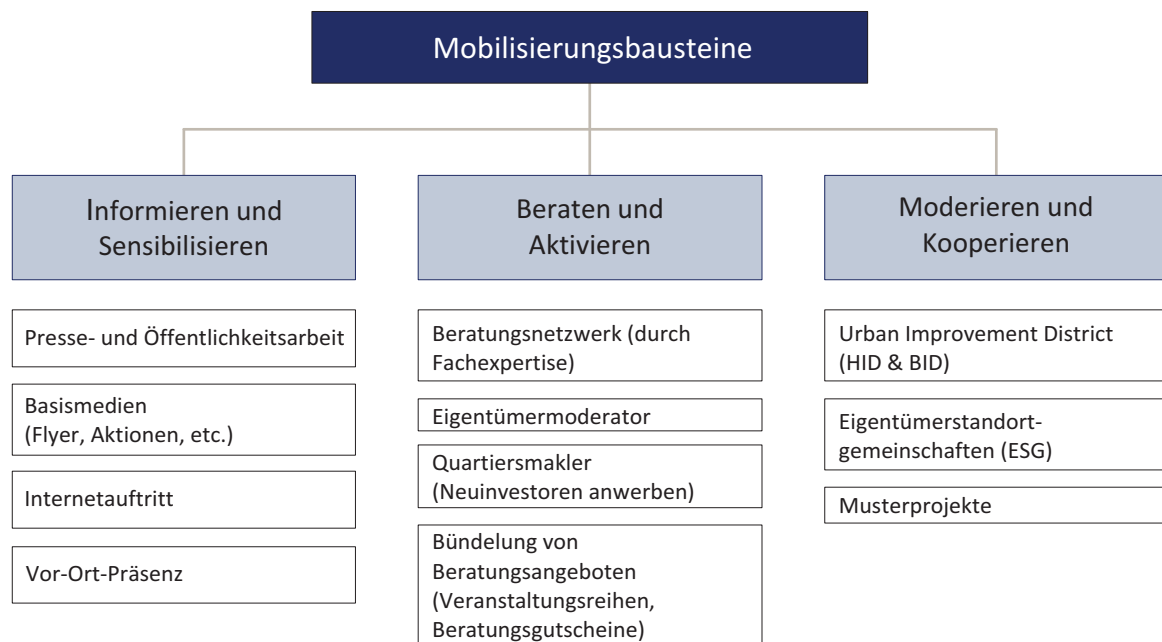 Mobilisierungsbausteine
Informieren und
Sensibilisieren
Presse- und Öffentlichkeitsarbeit
Basismedien
(Flyer, Aktionen, etc.)
Internetauftritt
Vor-Ort-Präsenz
Beraten und
Aktivieren
Beratungsnetzwerk (durch
Fachexpertise)
Eigentümermoderator
Quartiersmakler
(Neuinvestoren anwerben)
Bündelung von
Beratungsangeboten
(Veranstaltungsreihen,
Beratungsgutscheine)
Moderieren und
Kooperieren
Urban Improvement District
(HID & BID)
Eigentümerstandort-
gemeinschaften (ESG)
Musterprojekte